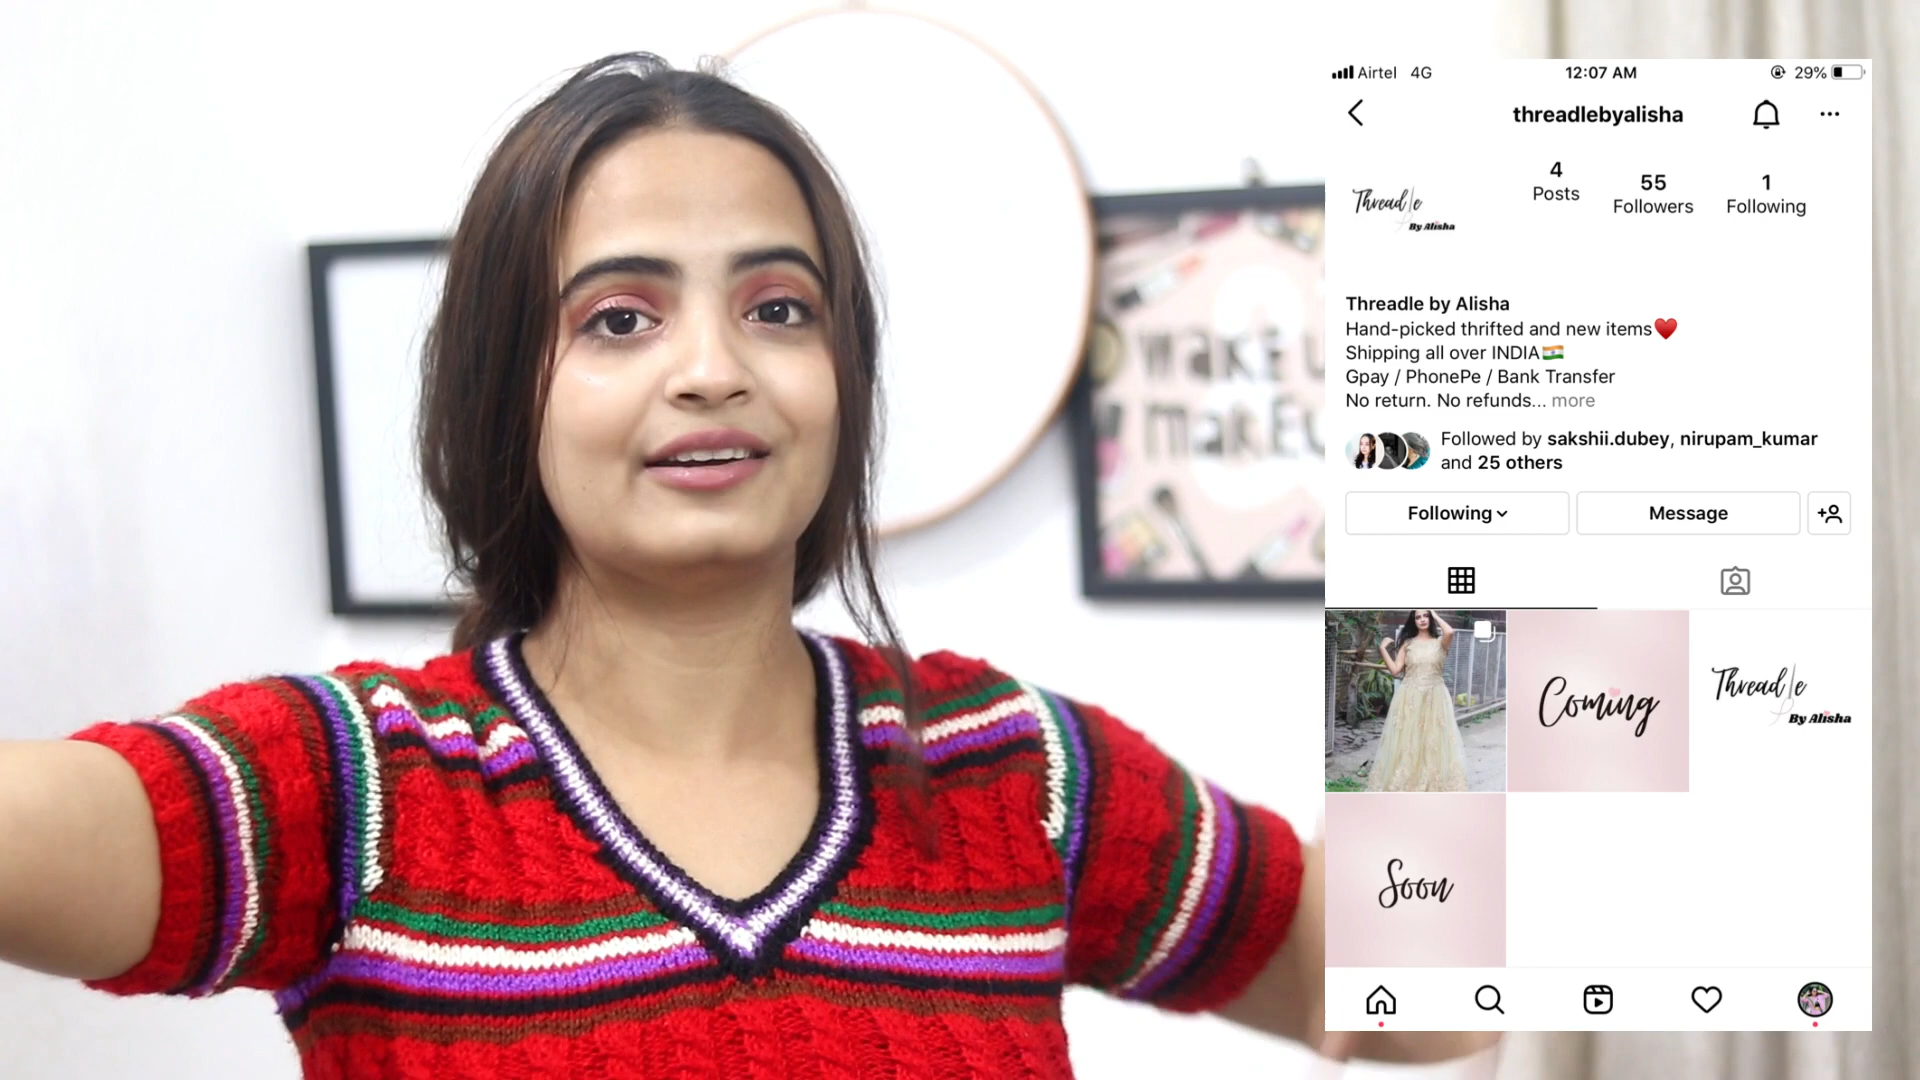 WAKE U
MAKEU
Airtel 4G 12:07 AM 29%
threadlebyalisha
4 55 1
Posts Followers Following
Threadle
By Alisha
Threadle by Alisha
Hand-picked thrifted and new items❤️
Shipping all over INDIA🇮🇳
Gpay / PhonePe / Bank Transfer
No return. No refunds... more
Followed by sakshii.dubey, nirupam_kumar
and 25 others
Following Message
Coming
Threadle
By Alisha
Soon